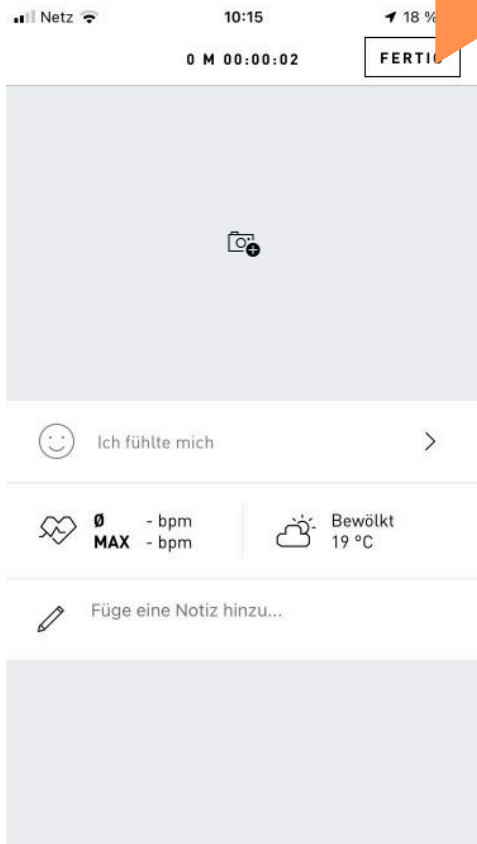 Netz 10:15 18 %
0 M 00:00:02 FERTIG
Ich fühlte mich
Ø - bpm
MAX - bpm
Bewölkt
19 °C
Füge eine Notiz hinzu...